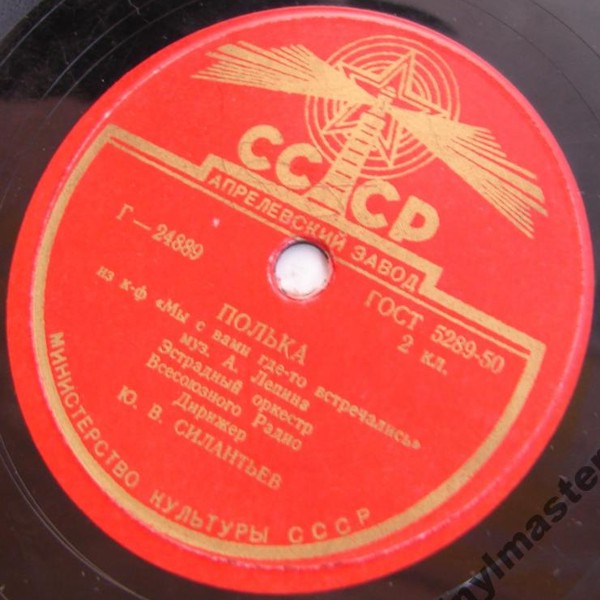 СССР
АПРЕЛЕВСКИЙ ЗАВОД
Г—24889
ГОСТ 5289-50
2 кл.
ПОЛЬКА
из к-ф «Мы с вами где-то встречались»
муз. А. Лепина
Эстрадный оркестр
Всесоюзного Радио
Дирижер
Ю. В. СИЛАНТЬЕВ
МИНИСТЕРСТВО КУЛЬТУРЫ СССР